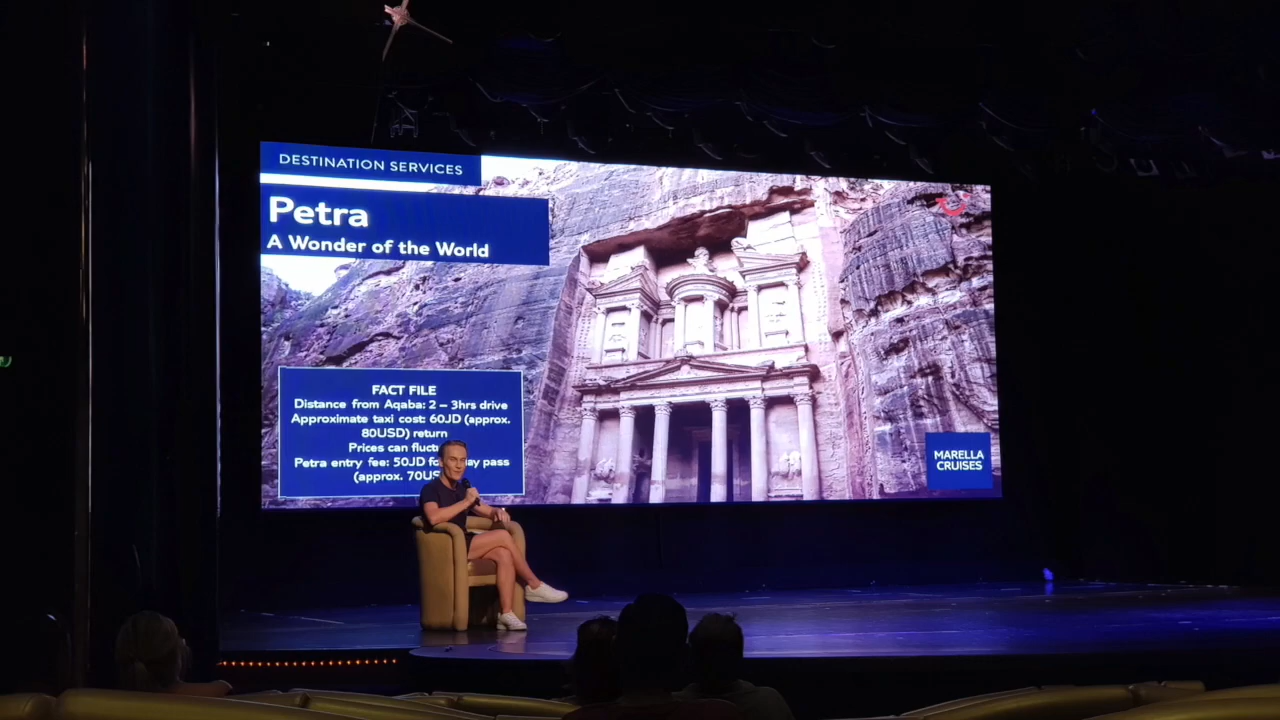 DESTINATION SERVICES
Petra
A Wonder of the World
FACT FILE
Distance from Aqaba: 2 – 3hrs drive
Approximate taxi cost: 60JD (approx.
80USD) return
Prices can
Petra entry fee: 50JD pass
(approx.
MARELLA
CRUISES